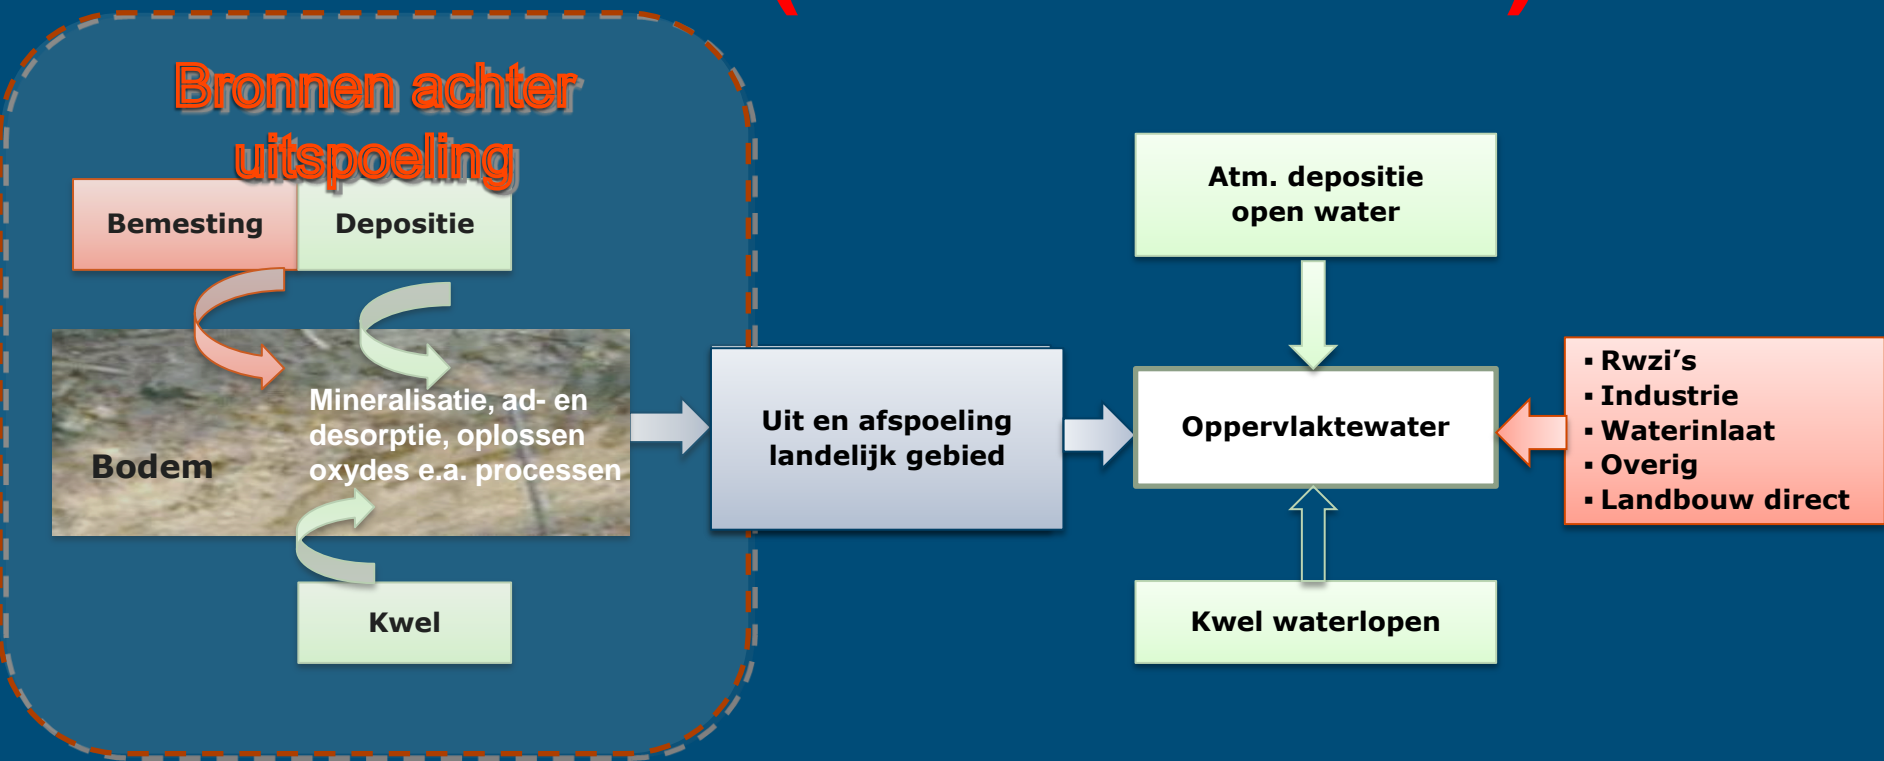 Bronnen achter
uitspoeling
Bemesting
Depositie
Mineralisatie, ad- en
desorptie, oplossen
oxydes e.a. processen
Bodem
Kwel
Uit en afspoeling
landelijk gebied
Atm. depositie
open water
Oppervlaktewater
Kwel waterlopen
▪ Rwzi's
▪ Industrie
▪ Waterinlaat
▪ Overig
▪ Landbouw direct